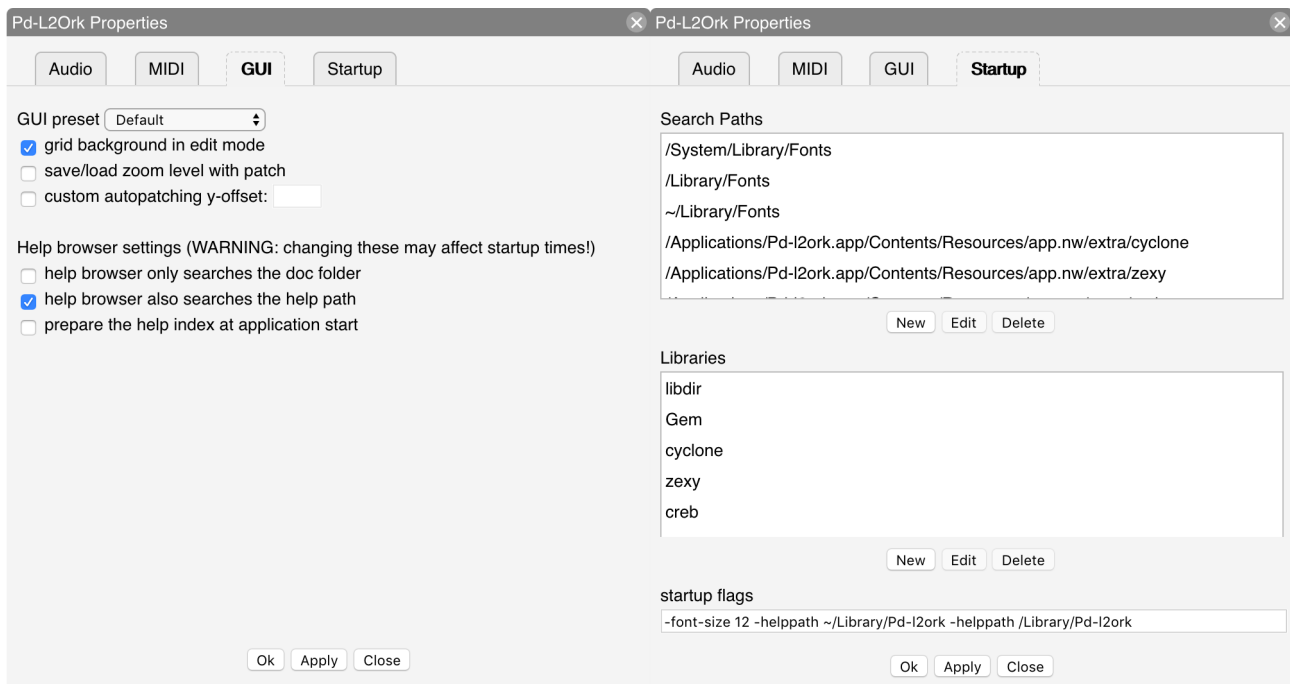 Pd-L2Ork Properties
Audio MIDI GUI Startup
GUI preset Default
grid background in edit mode
save/load zoom level with patch
custom autopatching y-offset:
Help browser settings (WARNING: changing these may affect startup times!)
help browser only searches the doc folder
help browser also searches the help path
prepare the help index at application start
Ok Apply Close
Pd-L2Ork Properties
Audio MIDI GUI Startup
Search Paths
/System/Library/Fonts
/Library/Fonts
~/Library/Fonts
/Applications/Pd-l2ork.app/Contents/Resources/app.nw/extra/cyclone
/Applications/Pd-l2ork.app/Contents/Resources/app.nw/extra/zexy
New Edit Delete
Libraries
libdir
Gem
cyclone
zexy
creb
New Edit Delete
startup flags
-font-size 12 -helppath ~/Library/Pd-l2ork -helppath /Library/Pd-l2ork
Ok Apply Close